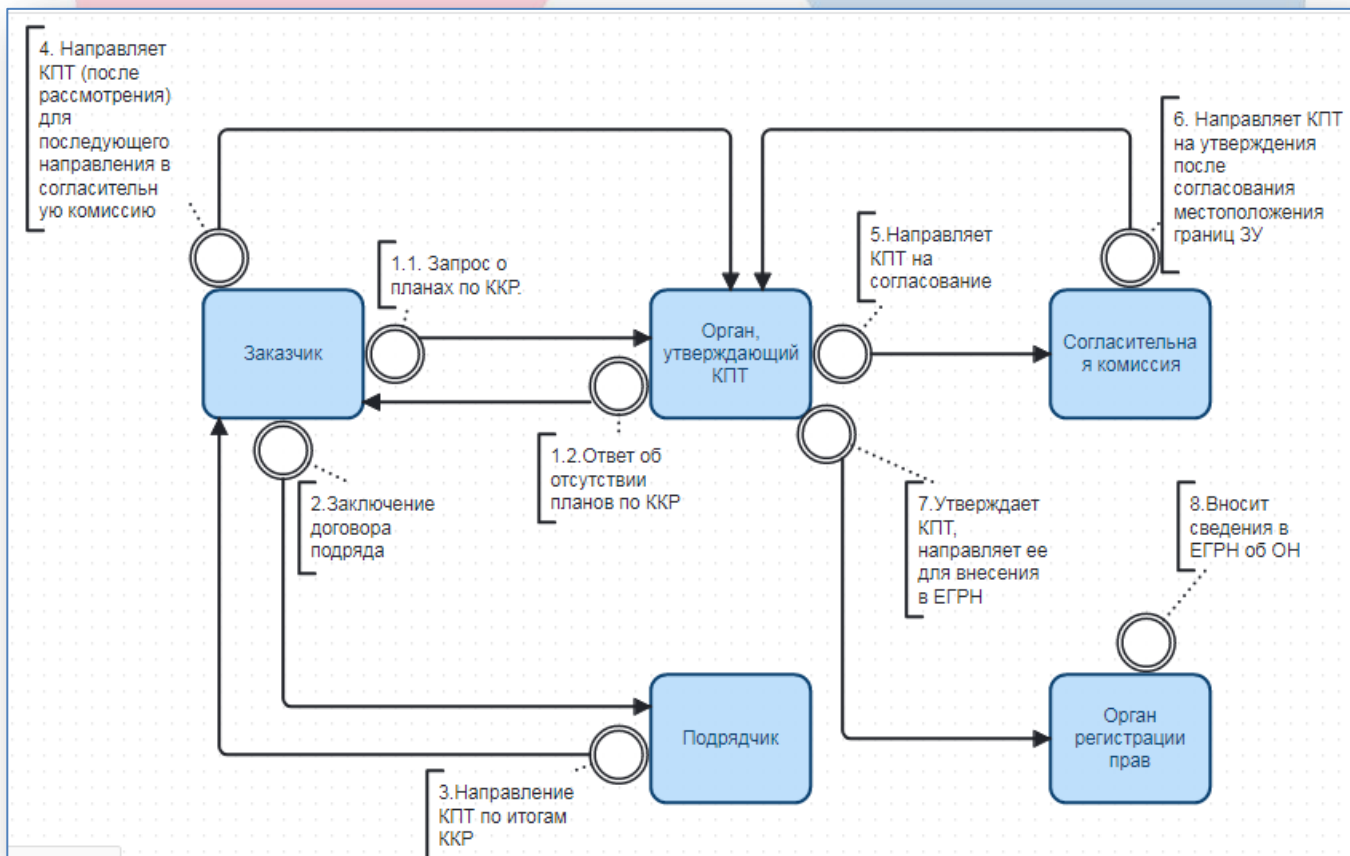 4. Направляет
КПТ (после
рассмотрения)
для
последующего
направления в
согласительн
ую комиссию
6. Направляет КПТ
на утверждения
после
согласования
местоположения
границ ЗУ
5.Направляет
КПТ на
согласование
1.1. Запрос о
планах по ККР.
Заказчик
Орган,
утверждающий
КПТ
Согласительна
я комиссия
1.2.Ответ об
отсутствии
планов по ККР
2.Заключение
договора
подряда
7.Утверждает
КПТ,
направляет ее
для внесения
в ЕГРН
8.Вносит
сведения в
ЕГРН об ОН
Подрядчик
Орган
регистрации
прав
3.Направление
КПТ по итогам
ККР